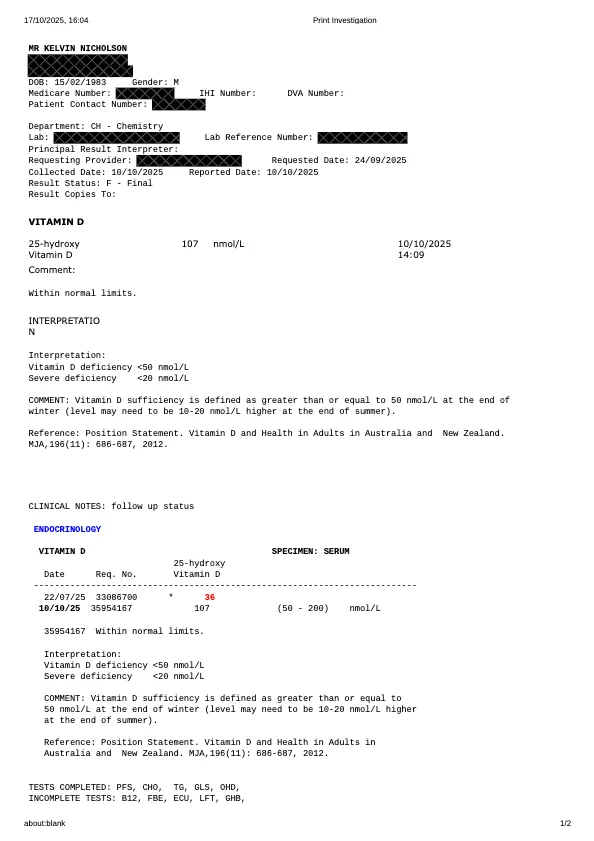 17/10/2025, 16:04 Print Investigation
MR KELVIN NICHOLSON
DOB: 15/02/1983 Gender: M
Medicare Number: IHI Number: DVA Number:
Patient Contact Number:
Department: CH - Chemistry
Lab: Lab Reference Number:
Principal Result Interpreter:
Requesting Provider: Requested Date: 24/09/2025
Collected Date: 10/10/2025 Reported Date: 10/10/2025
Result Status: F - Final
Result Copies To:
VITAMIN D
25-hydroxy 107 nmol/L 10/10/2025
Vitamin D 14:09
Comment:
Within normal limits.
INTERPRETATIO
N
Interpretation:
Vitamin D deficiency <50 nmol/L
Severe deficiency <20 nmol/L
COMMENT: Vitamin D sufficiency is defined as greater than or equal to 50 nmol/L at the end of
winter (level may need to be 10-20 nmol/L higher at the end of summer).
Reference: Position Statement. Vitamin D and Health in Adults in Australia and New Zealand.
MJA,196(11): 686-687, 2012.
CLINICAL NOTES: follow up status
ENDOCRINOLOGY
VITAMIN D SPECIMEN: SERUM
25-hydroxy
Date Req. No. Vitamin D
--------------------------------------------------------------------------
22/07/25 33086700 * 36
10/10/25 35954167 107 (50 - 200) nmol/L
35954167 Within normal limits.
Interpretation:
Vitamin D deficiency <50 nmol/L
Severe deficiency <20 nmol/L
COMMENT: Vitamin D sufficiency is defined as greater than or equal to
50 nmol/L at the end of winter (level may need to be 10-20 nmol/L higher
at the end of summer).
Reference: Position Statement. Vitamin D and Health in Adults in
Australia and New Zealand. MJA,196(11): 686-687, 2012.
TESTS COMPLETED: PFS, CHO, TG, GLS, OHD,
INCOMPLETE TESTS: B12, FBE, ECU, LFT, GHB,
about:blank 1/2